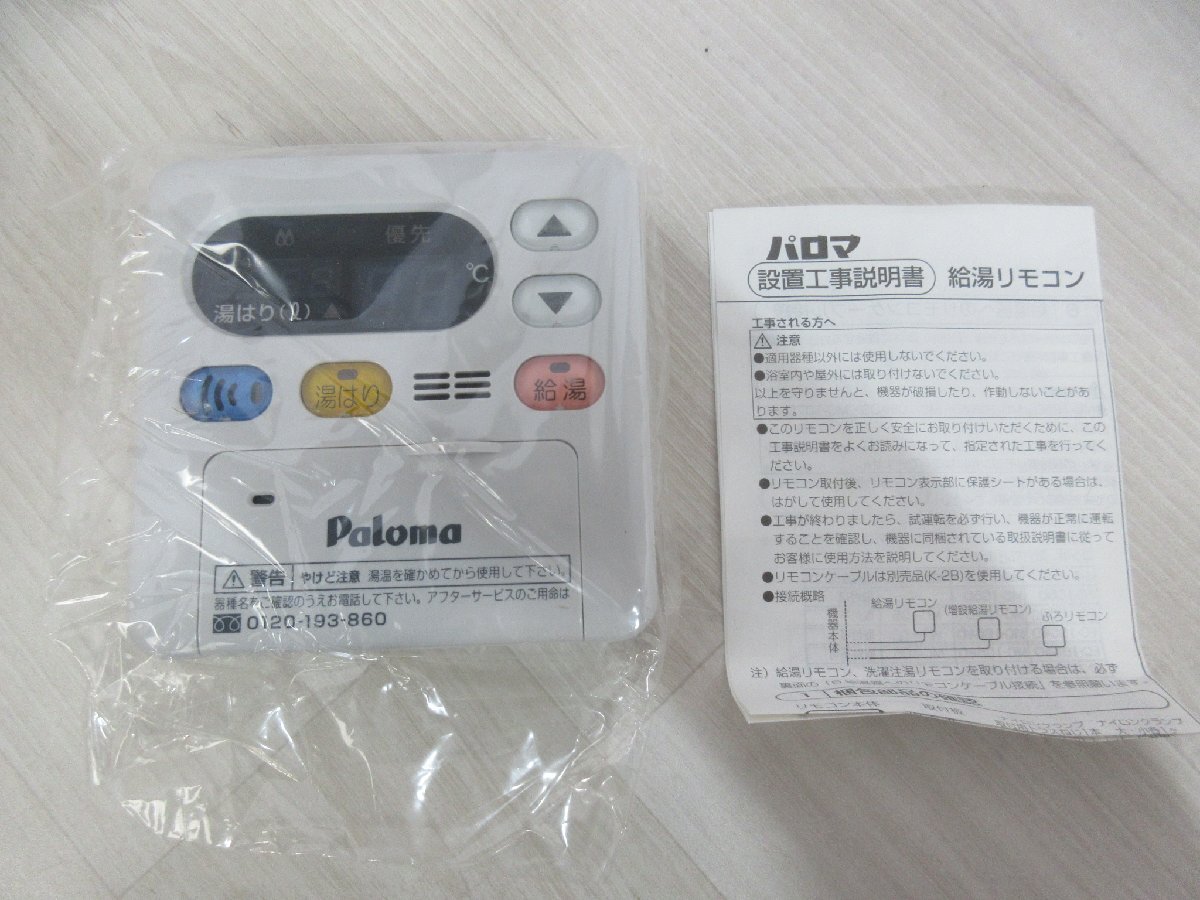 優先
℃
湯はり(ℓ)
湯はり
給湯
Paloma
警告
やけど注意 湯温を確かめてから使用して下さい。
器種名をご確認のうえお電話して下さい。アフターサービスのご用命は
0120-193-860
パロマ
設置工事説明書 給湯リモコン
工事される方へ
注意
●適用器種以外には使用しないでください。
●浴室内や屋外には取り付けないでください。
以上を守りませんと、機器が破損したり、作動しないことがあ
ります。
●このリモコンを正しく安全にお取り付けいただくために、この
工事説明書をよくお読みになって、指定された工事を行ってく
ださい。
●リモコン取付後、リモコン表示部に保護シートがある場合は、
はがして使用してください。
●工事が終わりましたら、試運転を必ず行い、機器が正常に運転
することを確認し、機器に同梱されている取扱説明書に従って
お客様に使用方法を説明してください。
●リモコンケーブルは別売品(K-2B)を使用してください。
●接続概略
機器本体
給湯リモコン
(増設給湯リモコン)
ふろリモコン
注) 給湯リモコン、洗濯注湯リモコンを取り付ける場合は、必ず
リモコン本体
取付板